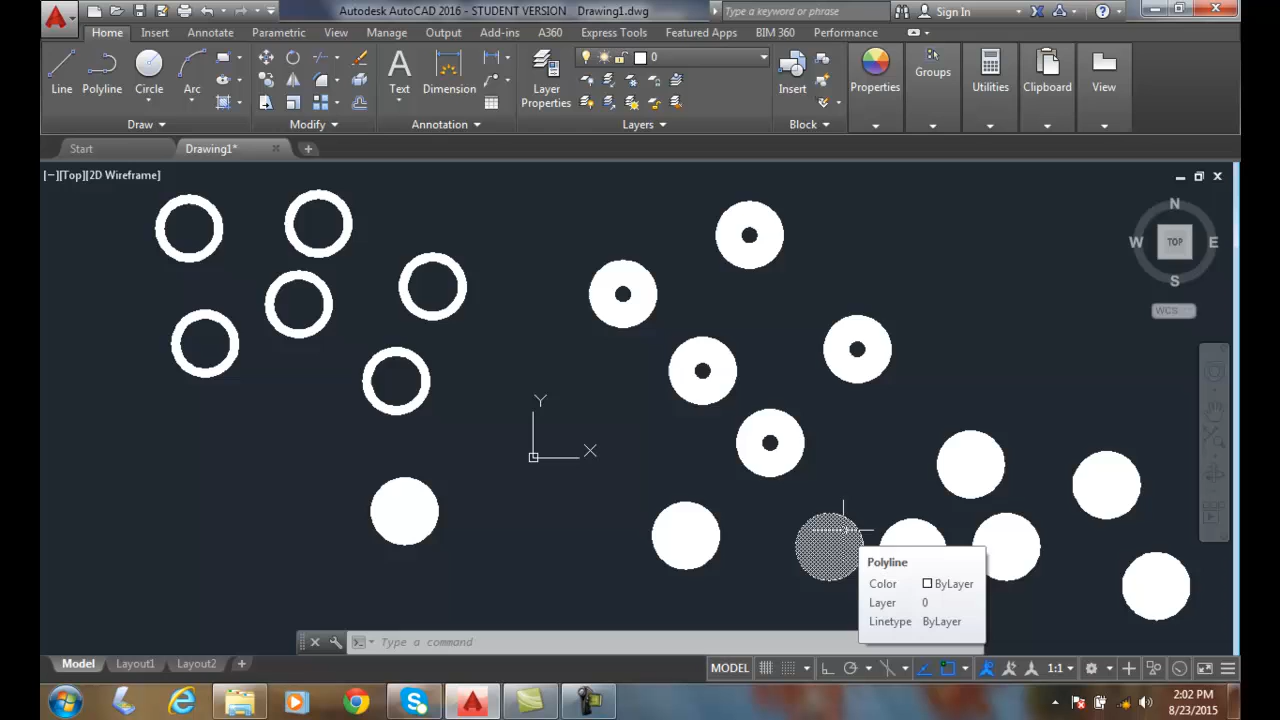 Autodesk AutoCAD 2016 - STUDENT VERSION Drawing1.dwg
Type a keyword or phrase
Sign In
Home Insert Annotate Parametric View Manage Output Add-ins A360 Express Tools Featured Apps BIM 360 Performance
0
Line Polyline Circle Arc
Text Dimension
Layer
Properties
Insert
Properties
Groups
Utilities
Clipboard
View
Draw Modify Annotation Layers Block
Start Drawing1*
[−][Top][2D Wireframe]
N
W TOP E
S
WCS
Y
X
Polyline
Color ByLayer
Layer 0
Linetype ByLayer
Type a command
Model Layout1 Layout2
MODEL 1:1
2:02 PM
8/23/2015